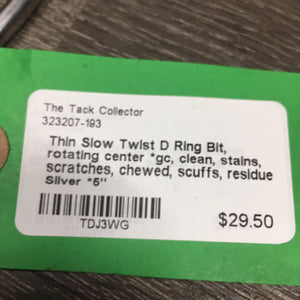 The Tack Collector
323207-193
Thin Slow Twist D Ring Bit,
rotating center *gc, clean, stains,
scratches, chewed, scuffs, residue
Silver *5"
TDJ3WG
$29.50